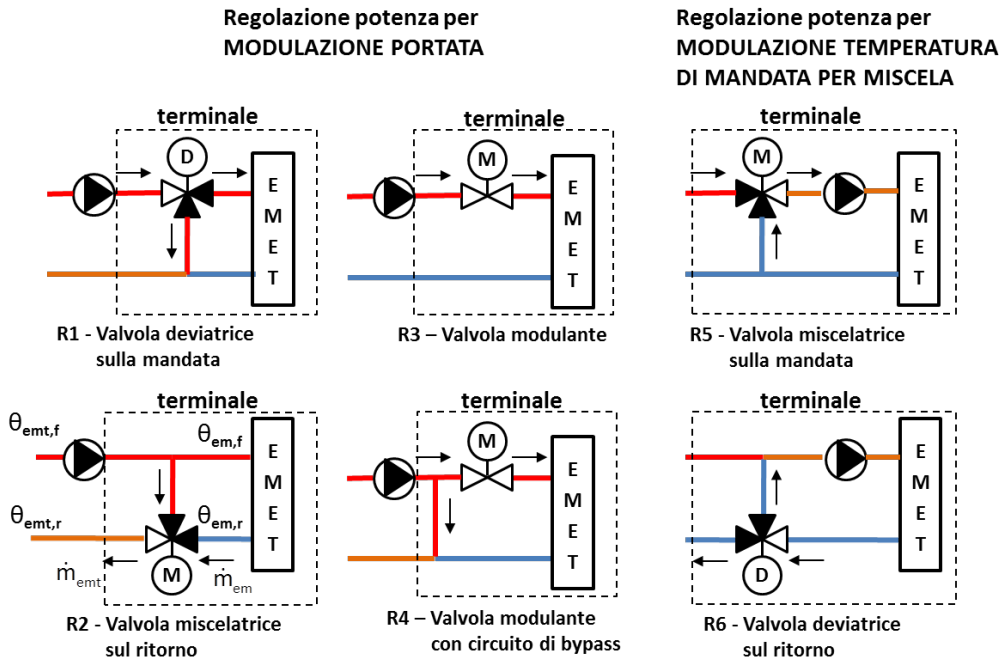 Regolazione potenza per
MODULAZIONE PORTATA
Regolazione potenza per
MODULAZIONE TEMPERATURA
DI MANDATA PER MISCELA
terminale
D
E
M
E
T
R1 - Valvola deviatrice
sulla mandata
terminale
M
E
M
E
T
R3 – Valvola modulante
terminale
M
E
M
E
T
R5 - Valvola miscelatrice
sulla mandata
terminale
θemt,f
θem,f
θemt,r
θem,r
ṁemt
M
ṁem
E
M
E
T
R2 - Valvola miscelatrice
sul ritorno
terminale
M
E
M
E
T
R4 – Valvola modulante
con circuito di bypass
terminale
D
E
M
E
T
R6 - Valvola deviatrice
sul ritorno